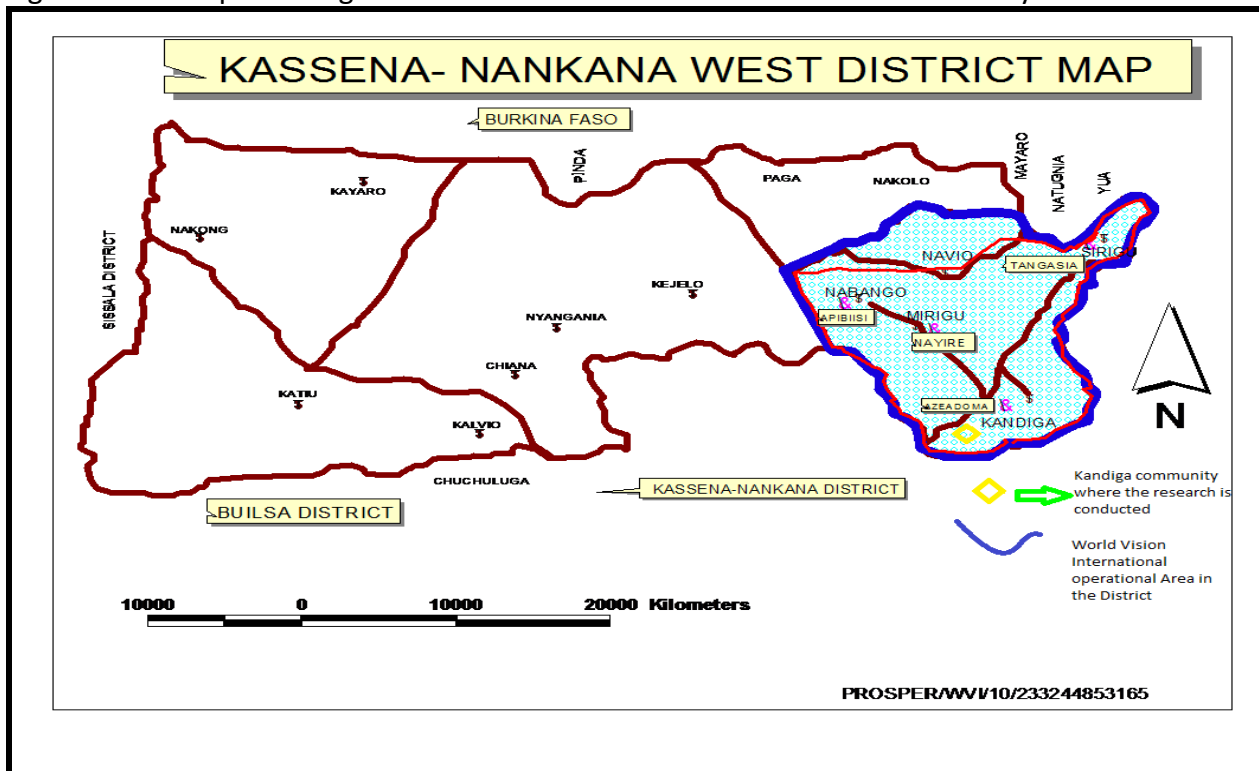 KASSENA- NANKANA WEST DISTRICT MAP
BURKINA FASO
PINDA
MAYARO
NATUGNIA
YUA
PAGA
NAKOLO
KAYARO
NAKONG
SISSALA DISTRICT
NAVIO
SIRIGU
TANGASIA
KEJELO
NABANGO
APIBIISI
MIRIGU
NAYIRE
NYANGANIA
CHIANA
KATIU
KALVIO
AZEADOMA
KANDIGA
CHUCHULUGA
KASSENA-NANKANA DISTRICT
BUILSA DISTRICT
N
Kandiga community
where the research is
conducted
World Vision
International
operational Area in
the District
10000 0 10000 20000 Kilometers
PROSPER/WVI/10/233244853165